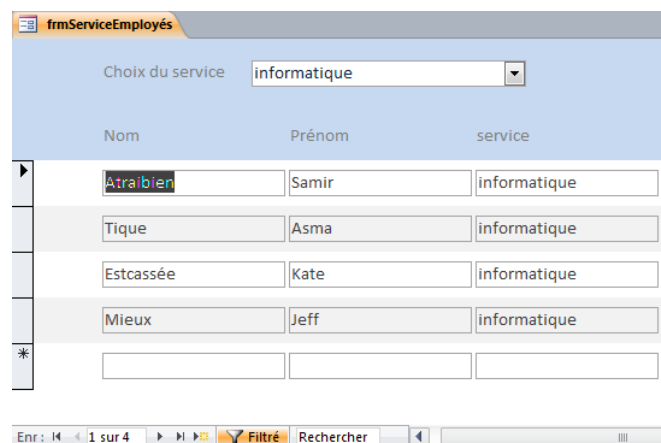 frmServiceEmployés
Choix du service informatique
Nom Prénom service
Atraibien Samir informatique
Tique Asma informatique
Estcassée Kate informatique
Mieux Jeff informatique
Enr : 1 sur 4 Filtré Rechercher